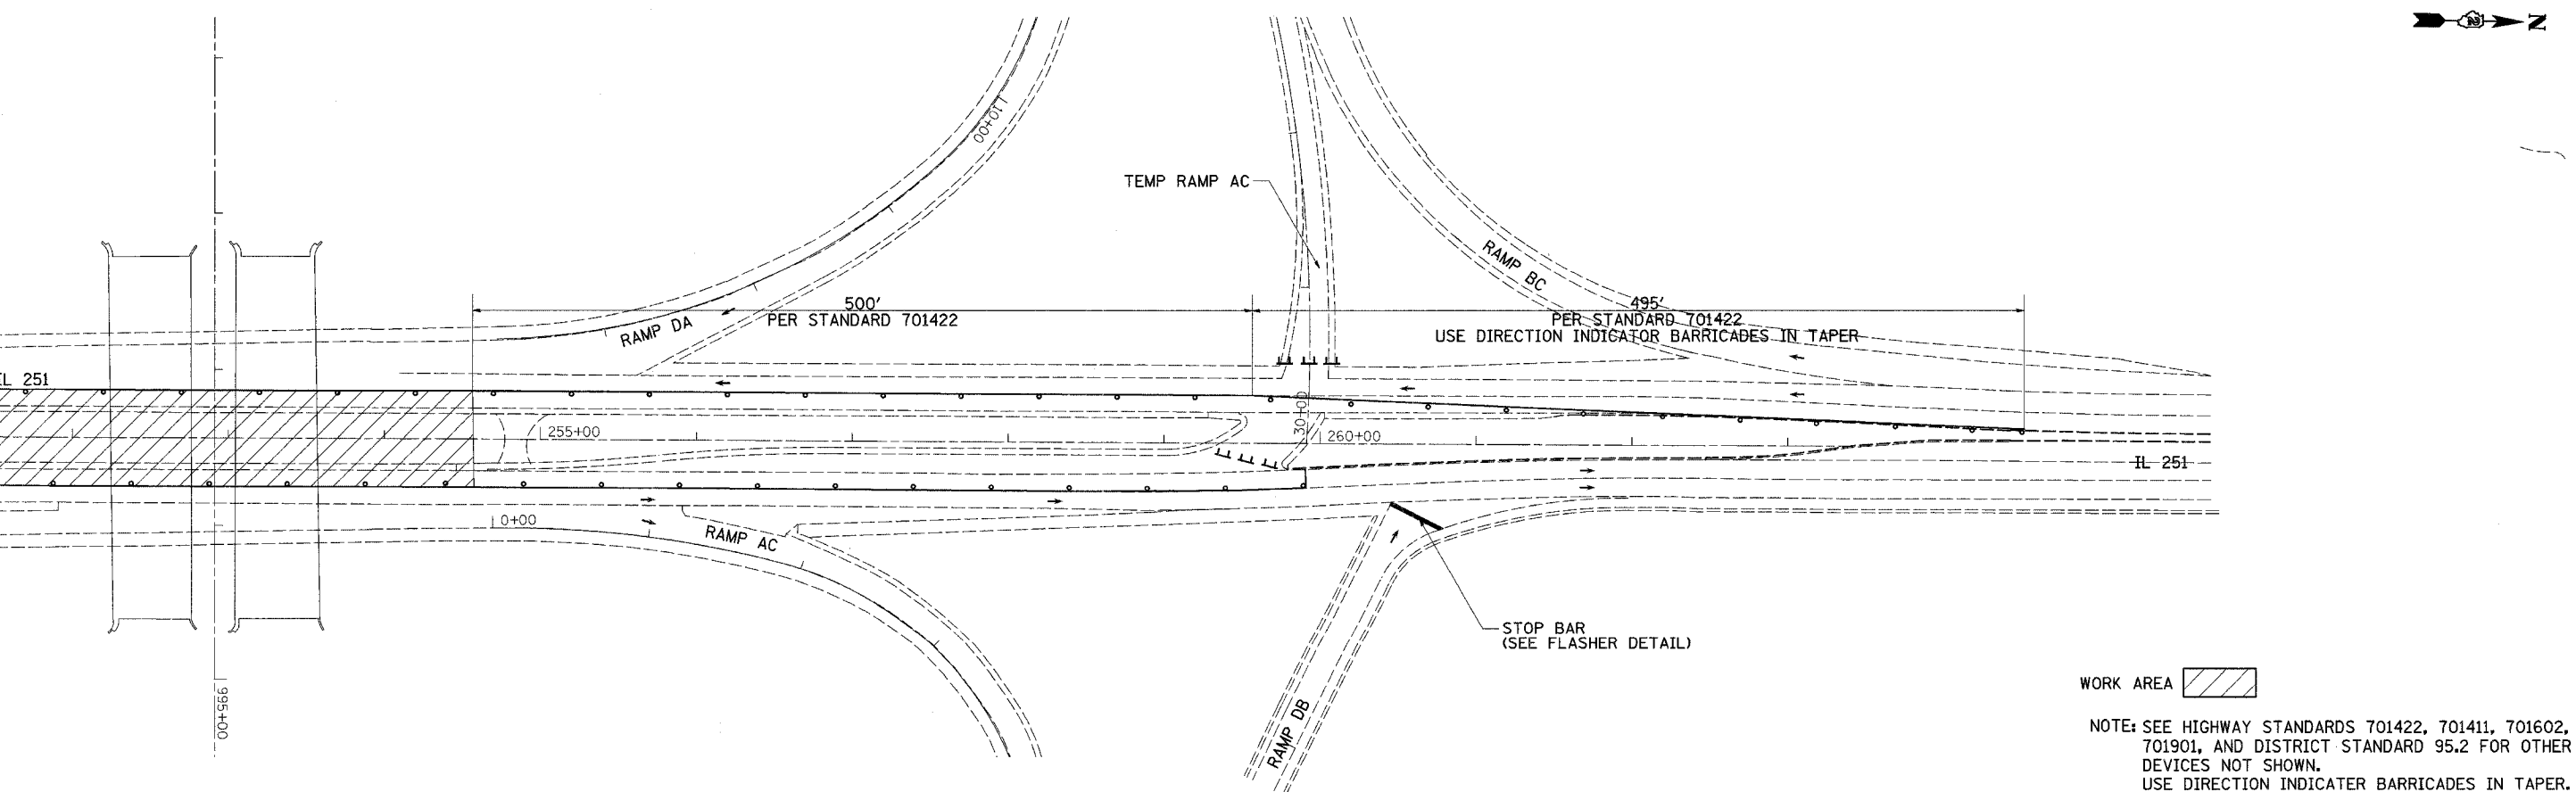 N
10+00
TEMP RAMP AC
RAMP BC
500'
PER STANDARD 701422
495'
PER STANDARD 701422
USE DIRECTION INDICATOR BARRICADES IN TAPER
RAMP DA
IL 251
255+00
30+00
260+00
IL 251
0+00
RAMP AC
STOP BAR
(SEE FLASHER DETAIL)
995+00
RAMP DB
WORK AREA
NOTE: SEE HIGHWAY STANDARDS 701422, 701411, 701602,
701901, AND DISTRICT STANDARD 95.2 FOR OTHER
DEVICES NOT SHOWN.
USE DIRECTION INDICATER BARRICADES IN TAPER.